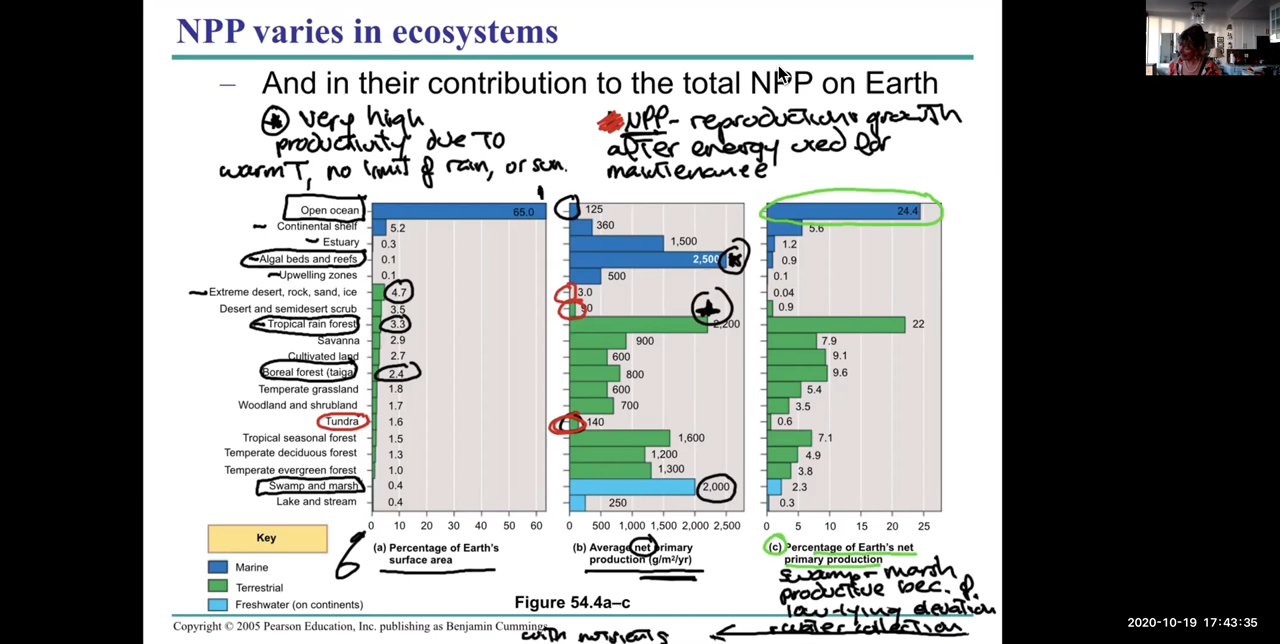 NPP varies in ecosystems
– And in their contribution to the total NPP on Earth
very high
productivity due to
warm T, no limit of rain, or sun.
NPP - reproduction & growth
after energy used for
maintenance
Open ocean 65.0 125 24.4
Continental shelf 5.2 360 5.6
Estuary 0.3 1,500 1.2
Algal beds and reefs 0.1 2,500 0.9
Upwelling zones 0.1 500 0.1
Extreme desert, rock, sand, ice 4.7 3.0 0.04
Desert and semidesert scrub 3.5 90 0.9
Tropical rain forest 3.3 2,200 22
Savanna 2.9 900 7.9
Cultivated land 2.7 600 9.1
Boreal forest (taiga) 2.4 800 9.6
Temperate grassland 1.8 600 5.4
Woodland and shrubland 1.7 700 3.5
Tundra 1.6 140 0.6
Tropical seasonal forest 1.5 1,600 7.1
Temperate deciduous forest 1.3 1,200 4.9
Temperate evergreen forest 1.0 1,300 3.8
Swamp and marsh 0.4 2,000 2.3
Lake and stream 0.4 250 0.3
0 10 20 30 40 50 60 0 500 1,000 1,500 2,000 2,500 0 5 10 15 20 25
Key
Marine
Terrestrial
Freshwater (on continents)
(a) Percentage of Earth's
surface area
(b) Average net primary
production (g/m²/yr)
(c) Percentage of Earth's net
primary production
swamp + marsh
productive bec. of
low-lying elevation
water collection
with nutrients
Figure 54.4a–c
Copyright © 2005 Pearson Education, Inc. publishing as Benjamin Cummings
2020-10-19 17:43:35